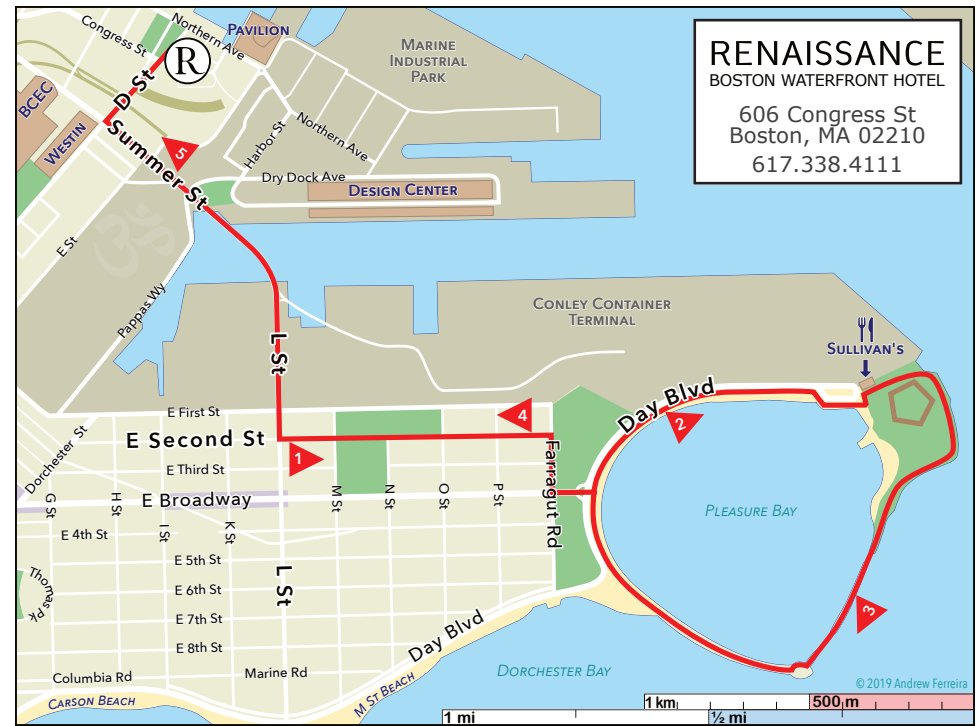 Congress St
Northern Ave
PAVILION
R
D St
BCEC
WESTIN
Summer St
5
MARINE
INDUSTRIAL
PARK
Harbor St
Northern Ave
Dry Dock Ave
DESIGN CENTER
RENAISSANCE
BOSTON WATERFRONT HOTEL
606 Congress St
Boston, MA 02210
617.338.4111
E St
ॐ
Pappas Wy
L St
CONLEY CONTAINER
TERMINAL
SULLIVAN'S
E First St
4
Day Blvd
2
E Second St
1
Dorchester St
E Third St
Farragut Rd
G St
H St
E Broadway
M St
N St
O St
P St
PLEASURE BAY
E 4th St
I St
K St
E 5th St
Thomas Pk
L St
E 6th St
3
E 7th St
E 8th St
Day Blvd
Columbia Rd
Marine Rd
DORCHESTER BAY
CARSON BEACH
M ST BEACH
© 2019 Andrew Ferreira
1 km
500 m
1 mi
½ mi